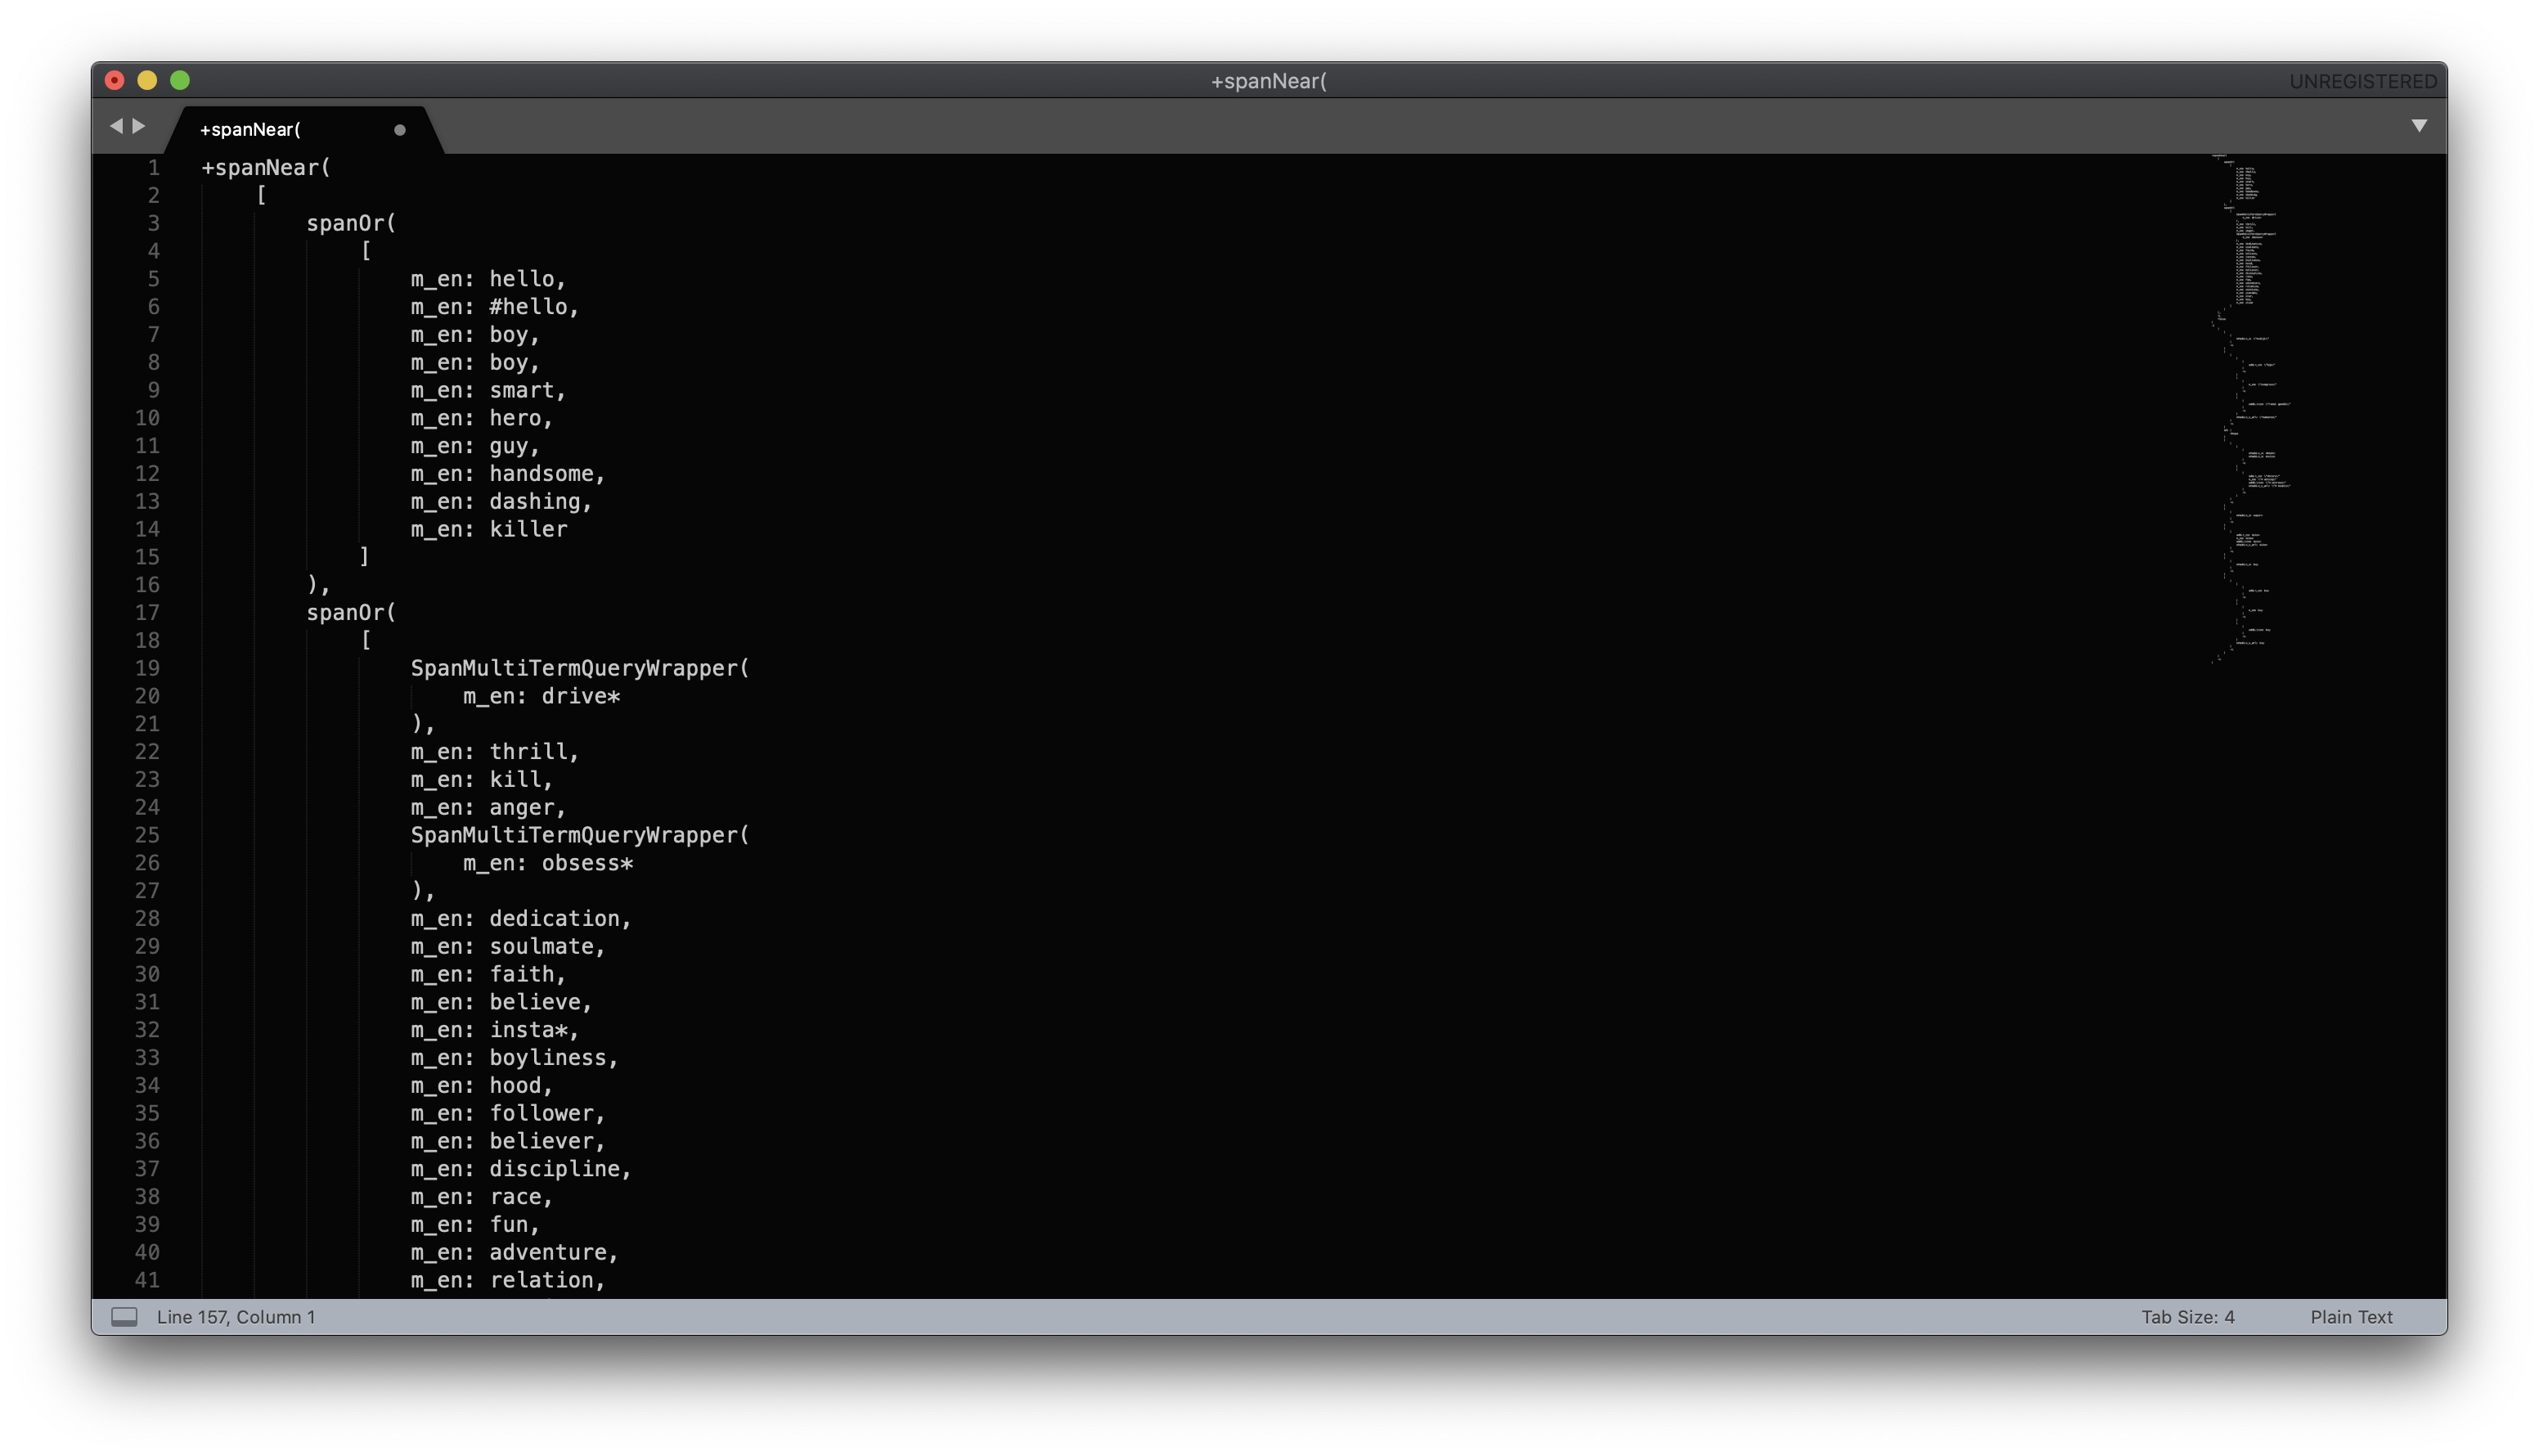 +spanNear(
UNREGISTERED
+spanNear(
1 +spanNear(
2 [
3 spanOr(
4 [
5 m_en: hello,
6 m_en: #hello,
7 m_en: boy,
8 m_en: boy,
9 m_en: smart,
10 m_en: hero,
11 m_en: guy,
12 m_en: handsome,
13 m_en: dashing,
14 m_en: killer
15 ]
16 ),
17 spanOr(
18 [
19 SpanMultiTermQueryWrapper(
20 m_en: drive*
21 ),
22 m_en: thrill,
23 m_en: kill,
24 m_en: anger,
25 SpanMultiTermQueryWrapper(
26 m_en: obsess*
27 ),
28 m_en: dedication,
29 m_en: soulmate,
30 m_en: faith,
31 m_en: believe,
32 m_en: insta*,
33 m_en: boyliness,
34 m_en: hood,
35 m_en: follower,
36 m_en: believer,
37 m_en: discipline,
38 m_en: race,
39 m_en: fun,
40 m_en: adventure,
41 m_en: relation,
Line 157, Column 1
Tab Size: 4
Plain Text